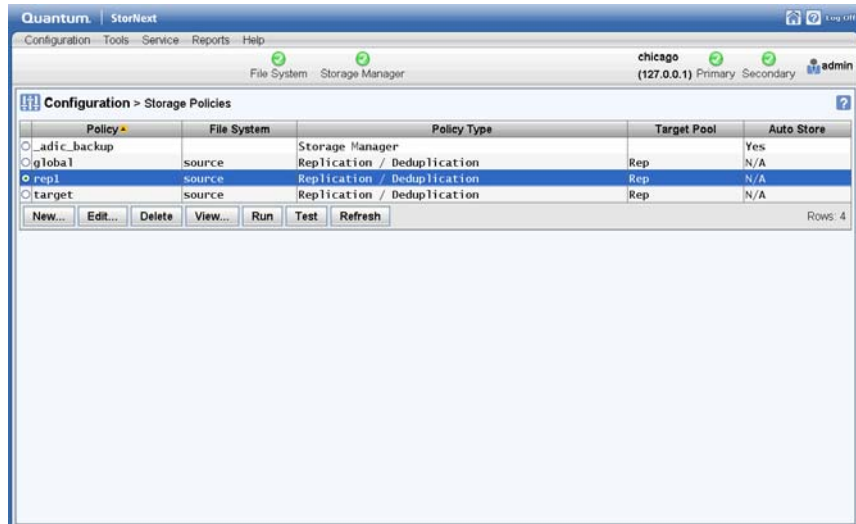 Quantum. StorNext Log Off
Configuration Tools Service Reports Help
File System Storage Manager chicago (127.0.0.1) Primary Secondary admin
Configuration > Storage Policies
Policy File System Policy Type Target Pool Auto Store
_adic_backup Storage Manager Yes
global source Replication / Deduplication Rep N/A
rep1 source Replication / Deduplication Rep N/A
target source Replication / Deduplication Rep N/A
New... Edit... Delete View... Run Test Refresh Rows: 4